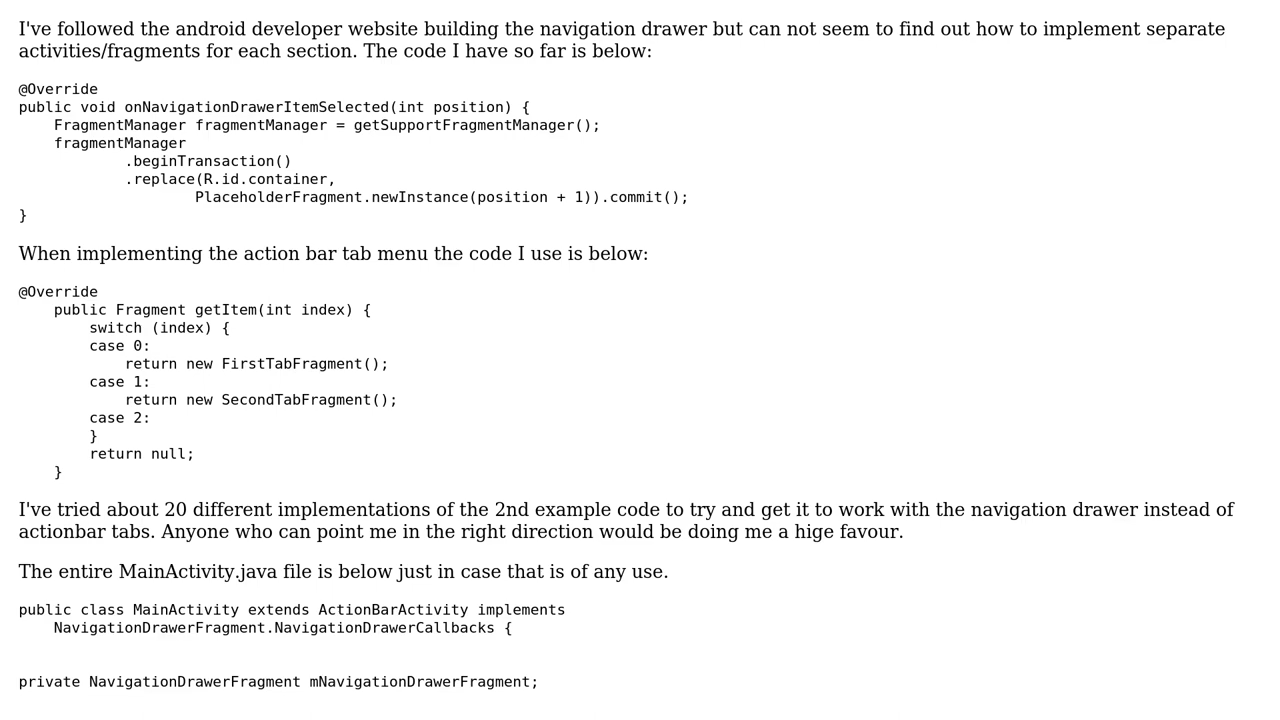 I've followed the android developer website building the navigation drawer but can not seem to find out how to implement separate
activities/fragments for each section. The code I have so far is below:
@Override
public void onNavigationDrawerItemSelected(int position) {
    FragmentManager fragmentManager = getSupportFragmentManager();
    fragmentManager
            .beginTransaction()
            .replace(R.id.container,
                    PlaceholderFragment.newInstance(position + 1)).commit();
}
When implementing the action bar tab menu the code I use is below:
@Override
    public Fragment getItem(int index) {
        switch (index) {
        case 0:
            return new FirstTabFragment();
        case 1:
            return new SecondTabFragment();
        case 2:
        }
        return null;
    }
I've tried about 20 different implementations of the 2nd example code to try and get it to work with the navigation drawer instead of
actionbar tabs. Anyone who can point me in the right direction would be doing me a hige favour.
The entire MainActivity.java file is below just in case that is of any use.
public class MainActivity extends ActionBarActivity implements
    NavigationDrawerFragment.NavigationDrawerCallbacks {
private NavigationDrawerFragment mNavigationDrawerFragment;